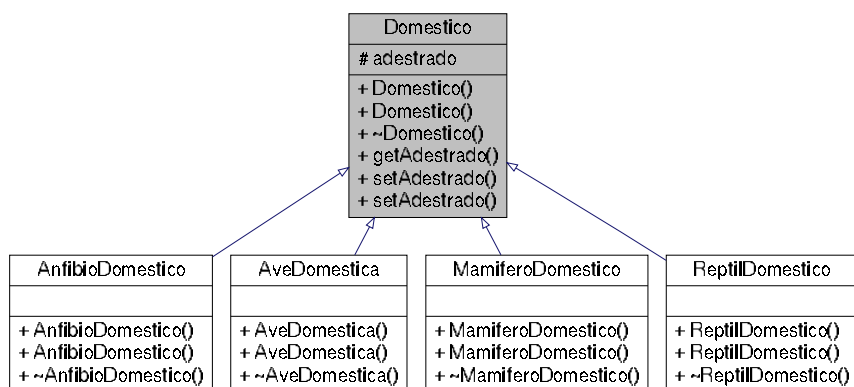 Domestico
# adestrado
+ Domestico()
+ Domestico()
+ ~Domestico()
+ getAdestrado()
+ setAdestrado()
+ setAdestrado()
AnfibioDomestico
+ AnfibioDomestico()
+ AnfibioDomestico()
+ ~AnfibioDomestico()
AveDomestica
+ AveDomestica()
+ AveDomestica()
+ ~AveDomestica()
MamiferoDomestico
+ MamiferoDomestico()
+ MamiferoDomestico()
+ ~MamiferoDomestico()
ReptilDomestico
+ ReptilDomestico()
+ ReptilDomestico()
+ ~ReptilDomestico()